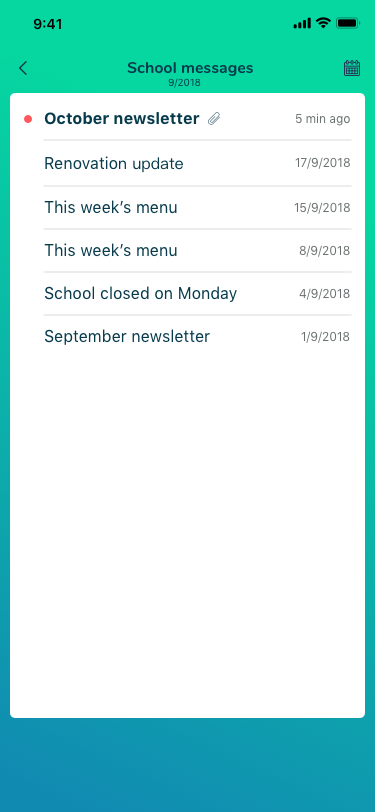 9:41
School messages
9/2018
October newsletter 5 min ago
Renovation update 17/9/2018
This week’s menu 15/9/2018
This week’s menu 8/9/2018
School closed on Monday 4/9/2018
September newsletter 1/9/2018